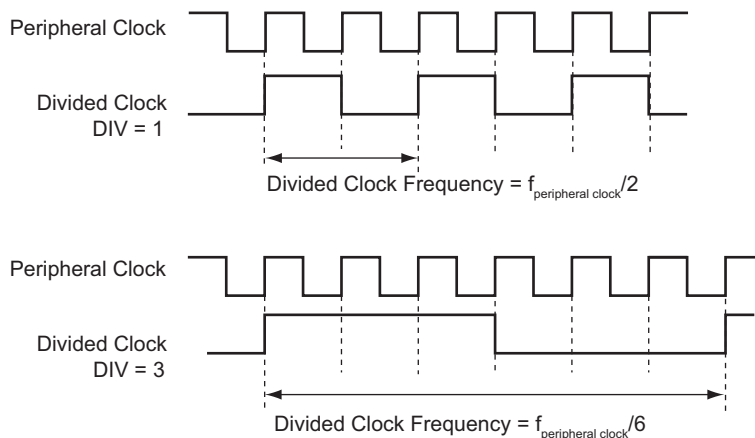 Peripheral Clock
Divided Clock
DIV = 1
Divided Clock Frequency = fperipheral clock/2
Peripheral Clock
Divided Clock
DIV = 3
Divided Clock Frequency = fperipheral clock/6